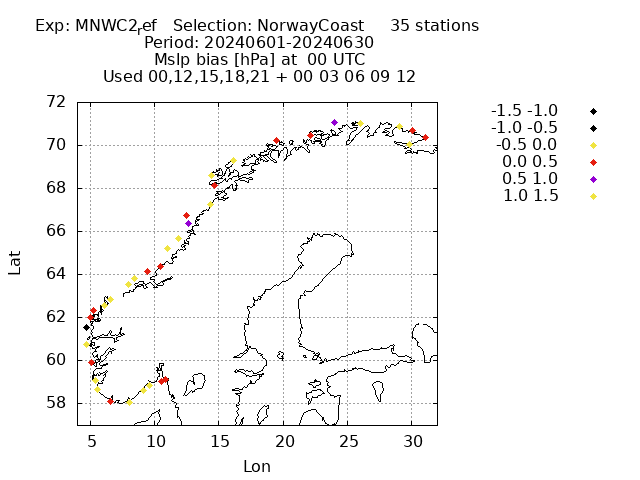 Exp: MNWC2ref Selection: NorwayCoast 35 stations
Period: 20240601-20240630
Mslp bias [hPa] at 00 UTC
Used 00,12,15,18,21 + 00 03 06 09 12
72
70
68
66
64
62
60
58
5 10 15 20 25 30
Lat
Lon
-1.5 -1.0
-1.0 -0.5
-0.5 0.0
0.0 0.5
0.5 1.0
1.0 1.5